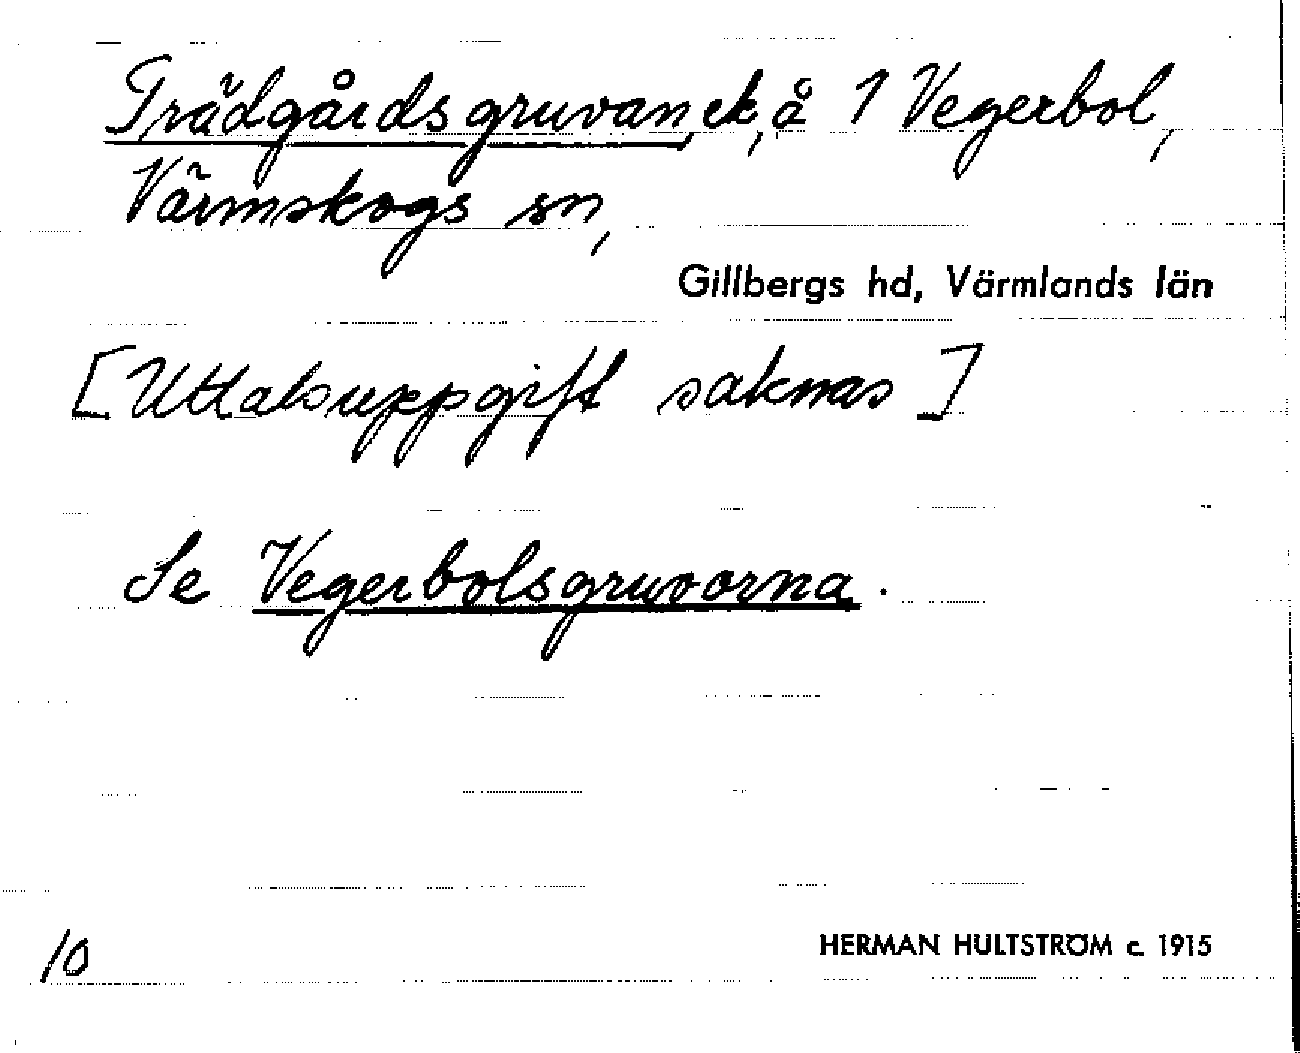 Trädgårdsgruvan, ek, å 1 Vegerbol,
Värmskogs sn,
Gillbergs hd, Värmlands län
[Uttalsuppgift saknas]
Se Vegerbolsgruvorna.
10
HERMAN HULTSTRÖM c. 1915